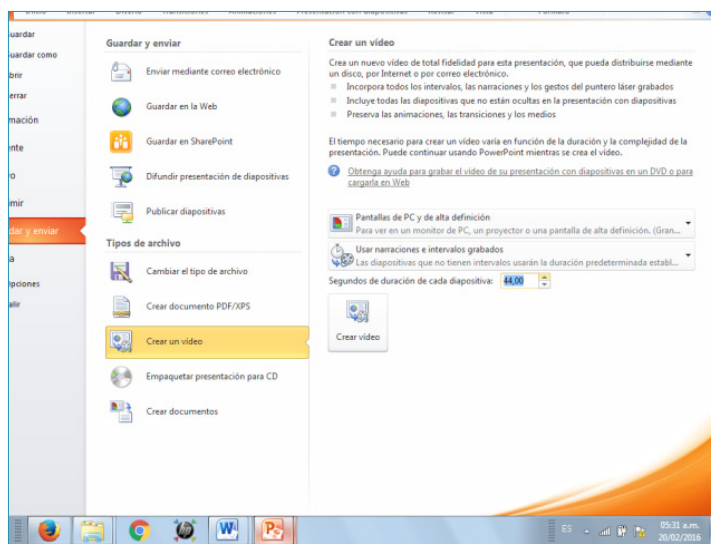 uardar
uardar como
brir
errar
mación
nte
o
mir
dar y enviar
a
pciones
alir
Guardar y enviar
Enviar mediante correo electrónico
Guardar en la Web
Guardar en SharePoint
Difundir presentación de diapositivas
Publicar diapositivas
Tipos de archivo
Cambiar el tipo de archivo
Crear documento PDF/XPS
Crear un vídeo
Empaquetar presentación para CD
Crear documentos
Crear un vídeo
Crea un nuevo vídeo de total fidelidad para esta presentación, que pueda distribuirse mediante
un disco, por Internet o por correo electrónico.
Incorpora todos los intervalos, las narraciones y los gestos del puntero láser grabados
Incluye todas las diapositivas que no están ocultas en la presentación con diapositivas
Preserva las animaciones, las transiciones y los medios
El tiempo necesario para crear un vídeo varía en función de la duración y la complejidad de la
presentación. Puede continuar usando PowerPoint mientras se crea el vídeo.
Obtenga ayuda para grabar el vídeo de su presentación con diapositivas en un DVD o para
cargarla en Web
Pantallas de PC y de alta definición
Para ver en un monitor de PC, un proyector o una pantalla de alta definición. (Gran...
Usar narraciones e intervalos grabados
Las diapositivas que no tienen intervalos usarán la duración predeterminada establ...
Segundos de duración de cada diapositiva: 44,00
Crear vídeo
ES
05:31 a.m.
20/02/2016